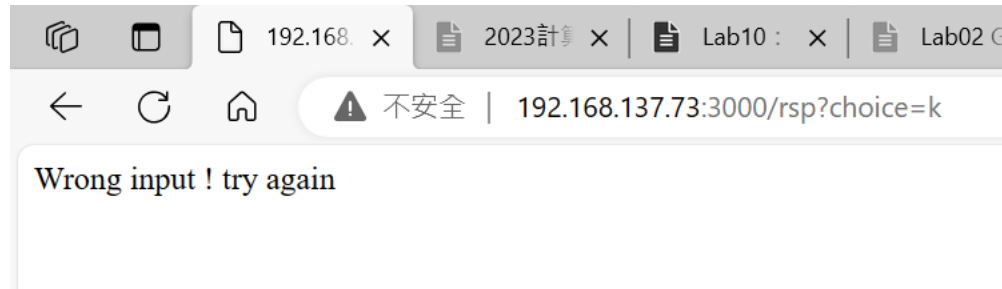 192.168. 2023計 Lab10： Lab02
不安全 192.168.137.73:3000/rsp?choice=k
Wrong input ! try again